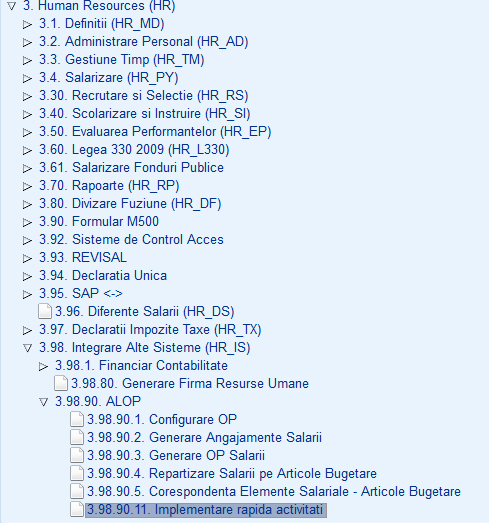 3. Human Resources (HR)
3.1. Definitii (HR_MD)
3.2. Administrare Personal (HR_AD)
3.3. Gestiune Timp (HR_TM)
3.4. Salarizare (HR_PY)
3.30. Recrutare si Selectie (HR_RS)
3.40. Scolarizare si Instruire (HR_SI)
3.50. Evaluarea Performantelor (HR_EP)
3.60. Legea 330 2009 (HR_L330)
3.61. Salarizare Fonduri Publice
3.70. Rapoarte (HR_RP)
3.80. Divizare Fuziune (HR_DF)
3.90. Formular M500
3.92. Sisteme de Control Acces
3.93. REVISAL
3.94. Declaratia Unica
3.95. SAP <->
3.96. Diferente Salarii (HR_DS)
3.97. Declaratii Impozite Taxe (HR_TX)
3.98. Integrare Alte Sisteme (HR_IS)
3.98.1. Financiar Contabilitate
3.98.80. Generare Firma Resurse Umane
3.98.90. ALOP
3.98.90.1. Configurare OP
3.98.90.2. Generare Angajamente Salarii
3.98.90.3. Generare OP Salarii
3.98.90.4. Repartizare Salarii pe Articole Bugetare
3.98.90.5. Corespondenta Elemente Salariale - Articole Bugetare
3.98.90.11. Implementare rapida activitati